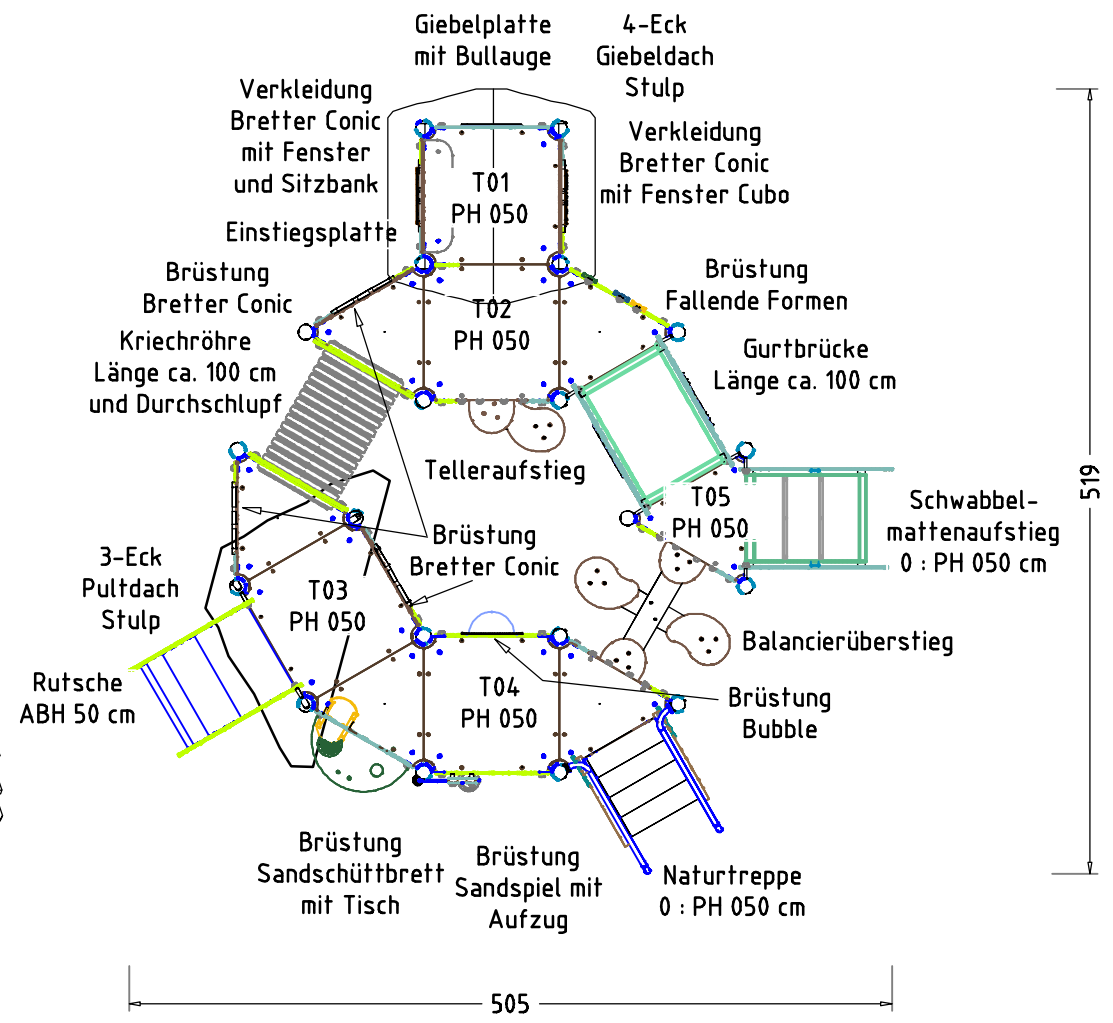 Giebelplatte
mit Bullauge
4-Eck
Giebeldach
Stulp
Verkleidung
Bretter Conic
mit Fenster
und Sitzbank
Verkleidung
Bretter Conic
mit Fenster Cubo
T01
PH 050
Einstiegsplatte
Brüstung
Bretter Conic
Brüstung
Fallende Formen
T02
PH 050
Kriechröhre
Länge ca. 100 cm
und Durchschlupf
Gurtbrücke
Länge ca. 100 cm
Telleraufstieg
519
T05
PH 050
Schwabbel-
mattenaufstieg
0 : PH 050 cm
Brüstung
Bretter Conic
3-Eck
Pultdach
Stulp
T03
PH 050
Balancierüberstieg
Rutsche
ABH 50 cm
T04
PH 050
Brüstung
Bubble
Brüstung
Sandschüttbrett
mit Tisch
Brüstung
Sandspiel mit
Aufzug
Naturtreppe
0 : PH 050 cm
505